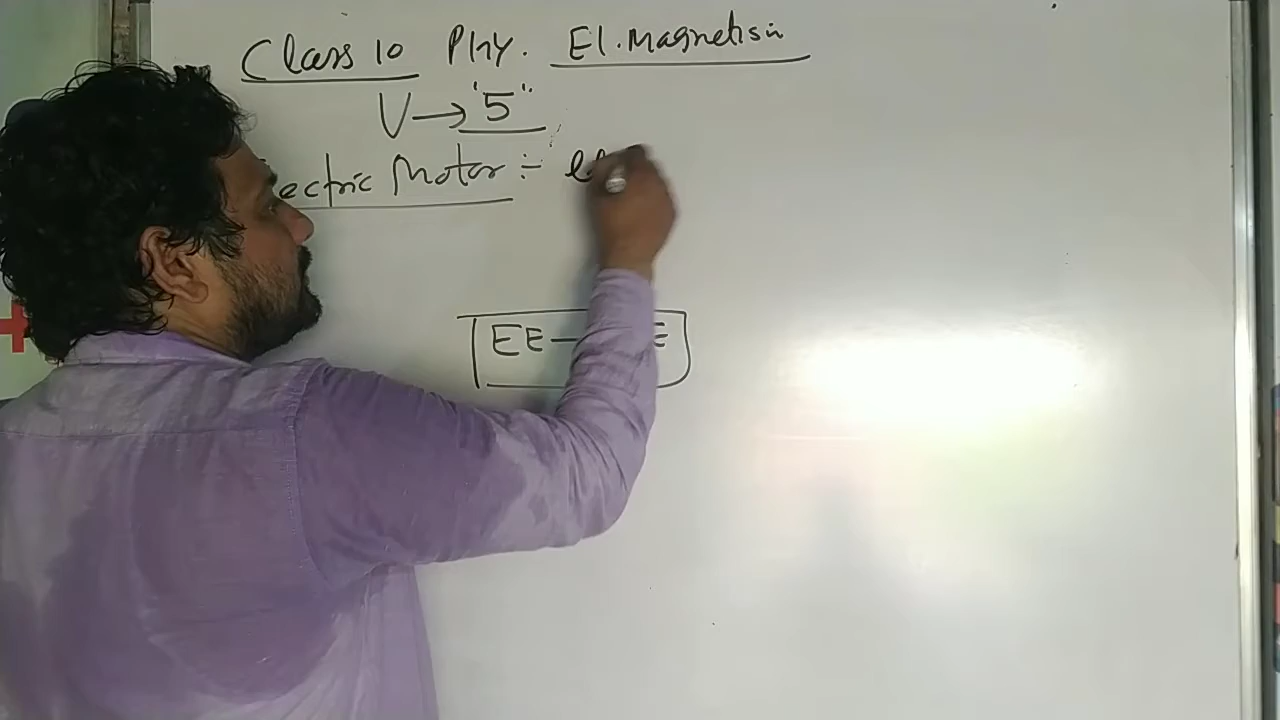 Class 10 Phy. El. Magnetism
V → "5"
ectric Motor :-
EE — E